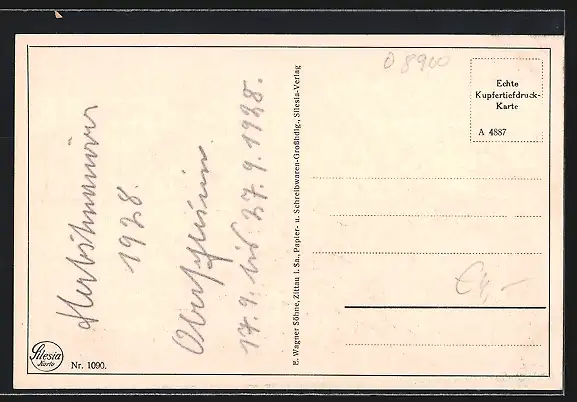 Herbstmanöver
1928.
17.9. bis 27.9.1928.
E. Wagner Söhne, Zittau i. Sa., Papier- u. Schreibwaren-Großhdlg., Silesia-Verlag
D 8900
Echte
Kupfertiefdruck-
Karte
A 4887
Silesia
Karte
Nr. 1090.